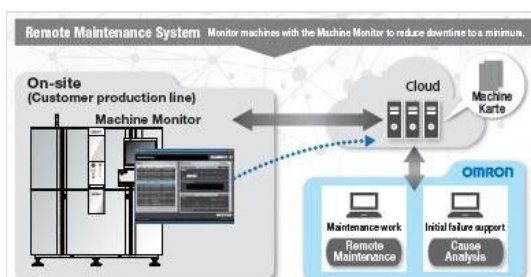 Remote Maintenance System Monitor machines with the Machine Monitor to reduce downtime to a minimum.
On-site
(Customer production line)
Machine Monitor
Cloud
Machine
Karte
OMRON
Maintenance work
Remote
Maintenance
Initial failure support
Cause
Analysis